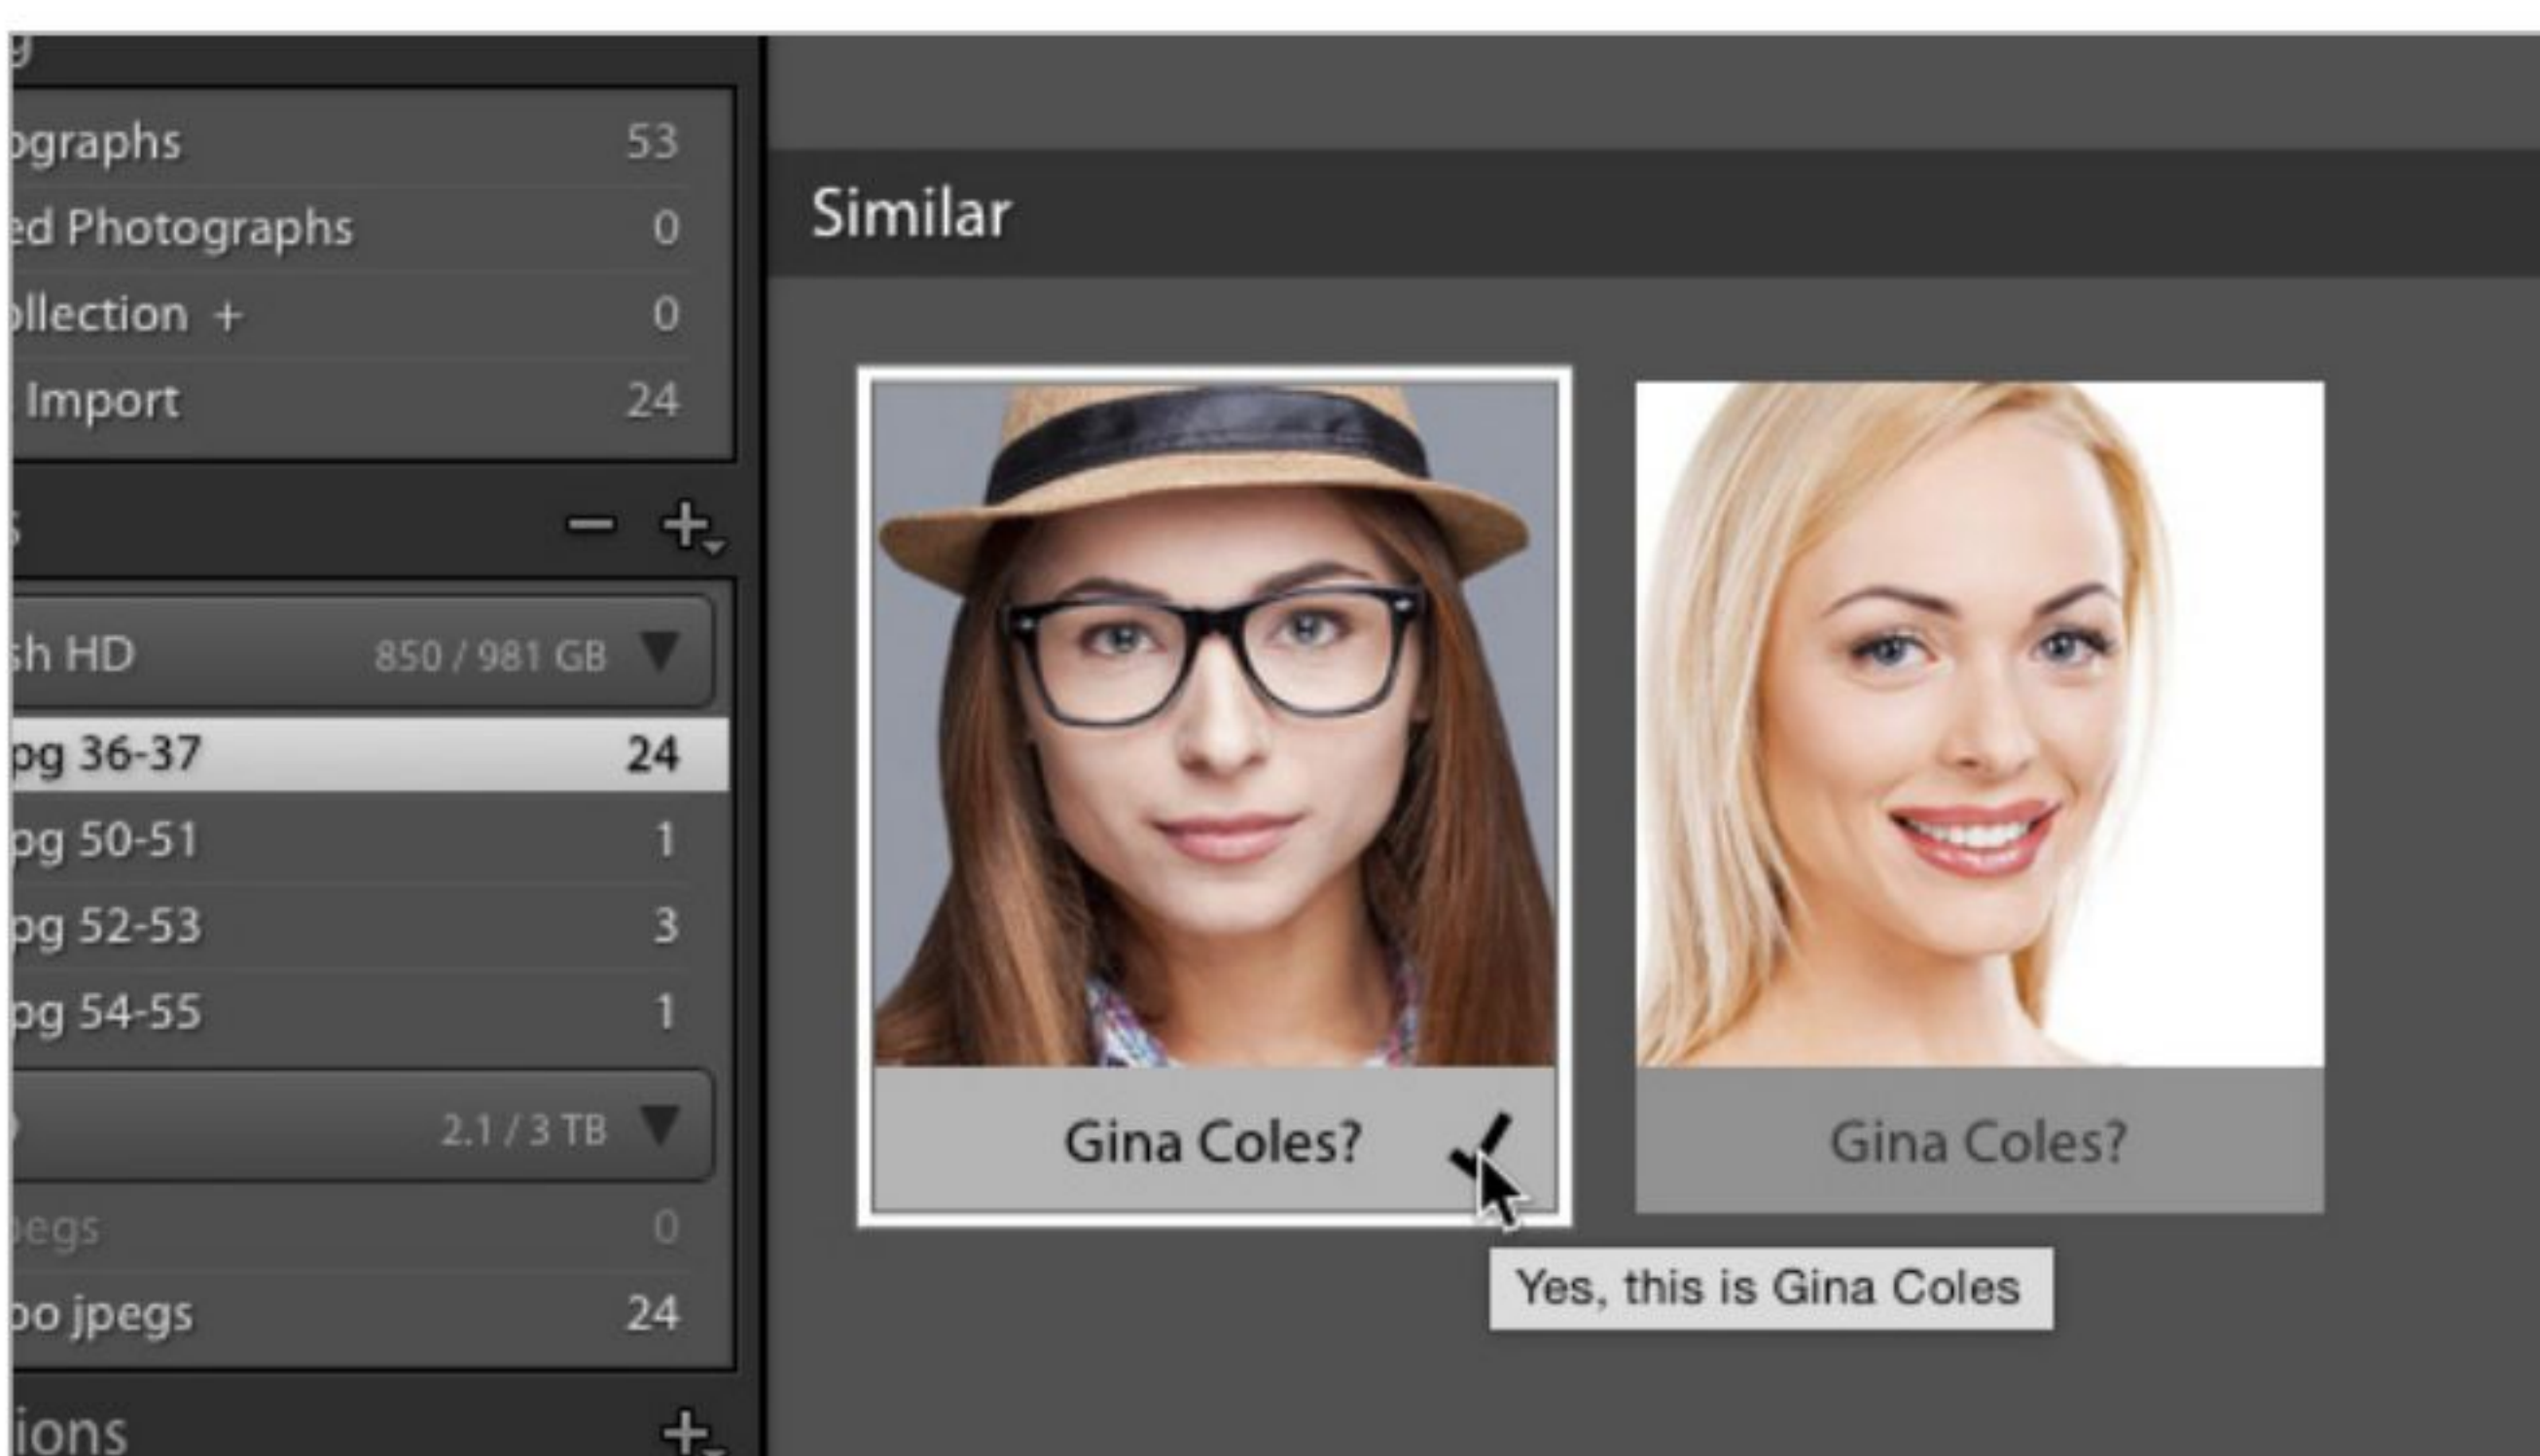 ographs 53
ed Photographs 0
ollection + 0
Import 24
sh HD 850 / 981 GB
pg 36-37 24
pg 50-51 1
pg 52-53 3
pg 54-55 1
2.1 / 3 TB
pegs 0
oo jpegs 24
ions
Similar
Gina Coles?
Gina Coles?
Yes, this is Gina Coles